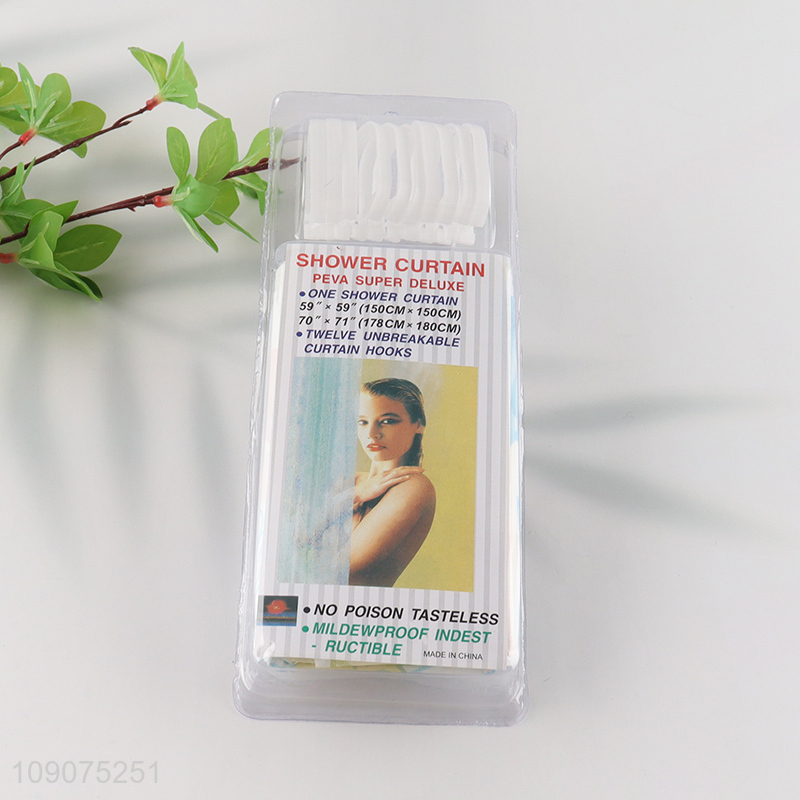 SHOWER CURTAIN
PEVA SUPER DELUXE
• ONE SHOWER CURTAIN
59″ × 59″ (150CM × 150CM)
70″ × 71″ (178CM × 180CM)
• TWELVE UNBREAKABLE
CURTAIN HOOKS
• NO POISON TASTELESS
• MILDEWPROOF INDEST
- RUCTIBLE
MADE IN CHINA
109075251